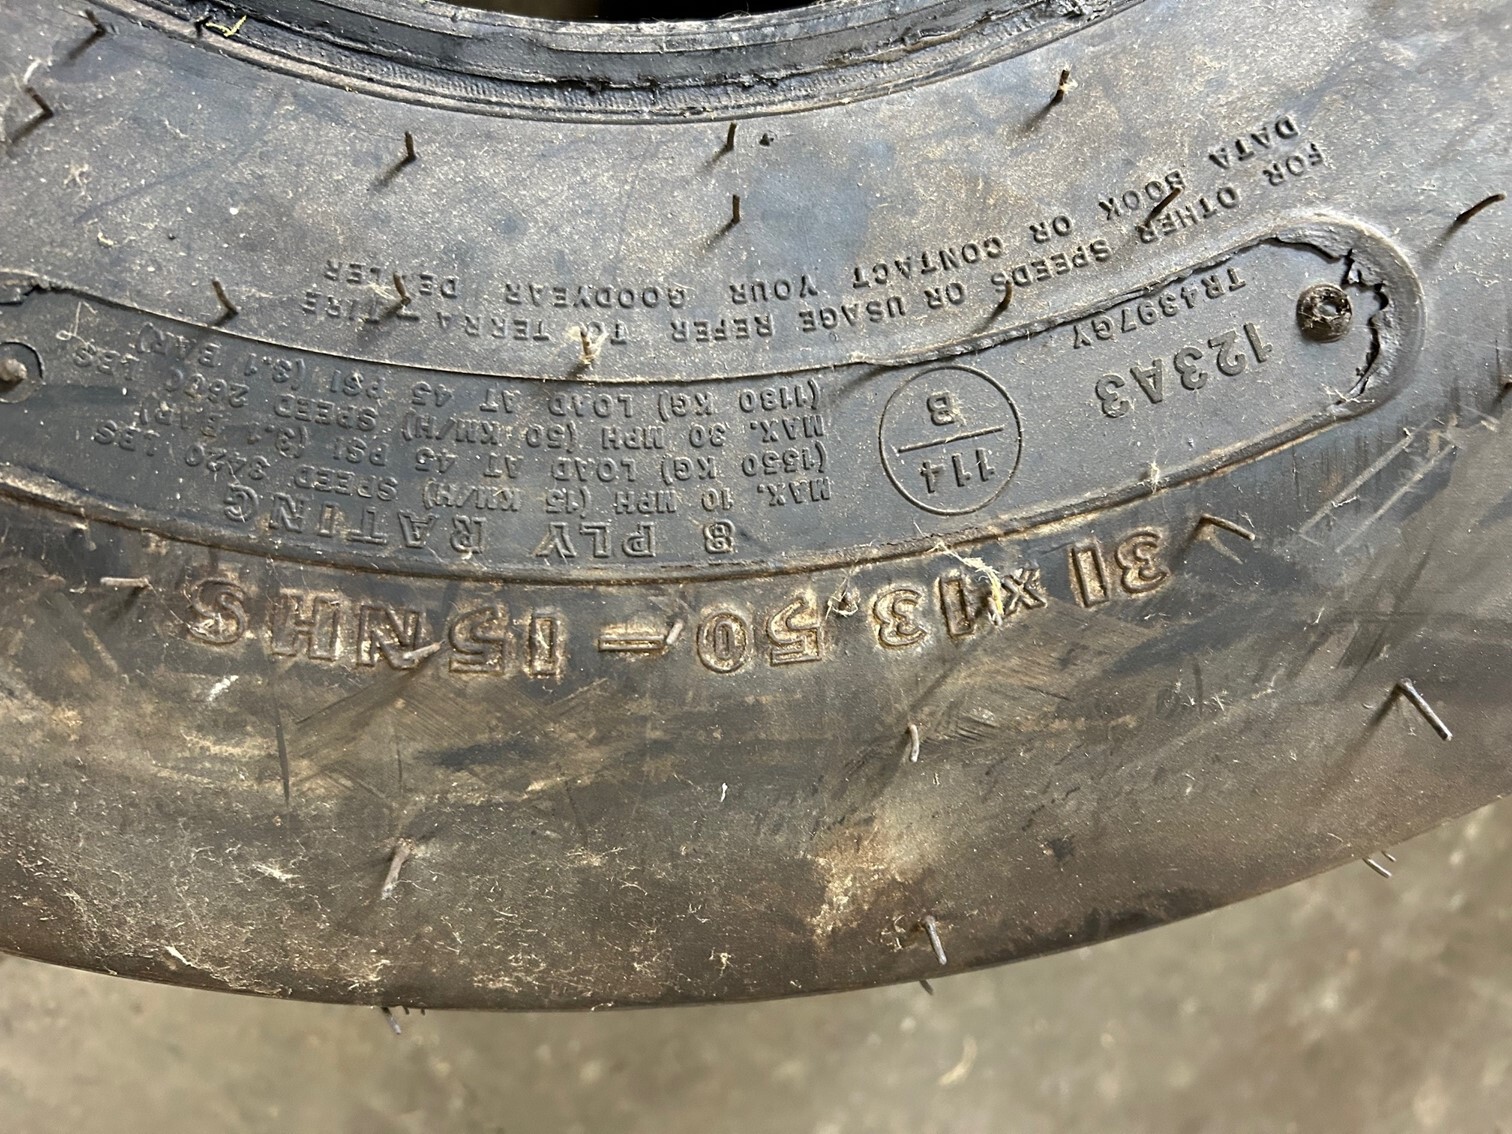 31x13.50-15NHS
8 PLY RATING
MAX. 10 MPH (15 KM/H) SPEED 3420 LBS
(1550 KG) LOAD AT 45 PSI (3.1 BAR)
MAX. 30 MPH (50 KM/H) SPEED 2600 LBS
(1180 KG) LOAD AT 45 PSI (3.1 BAR)
114
B
123A3
TR4397GY
FOR OTHER SPEEDS OR USAGE REFER TO TERRA-TIRE
DATA BOOK OR CONTACT YOUR GOODYEAR DEALER